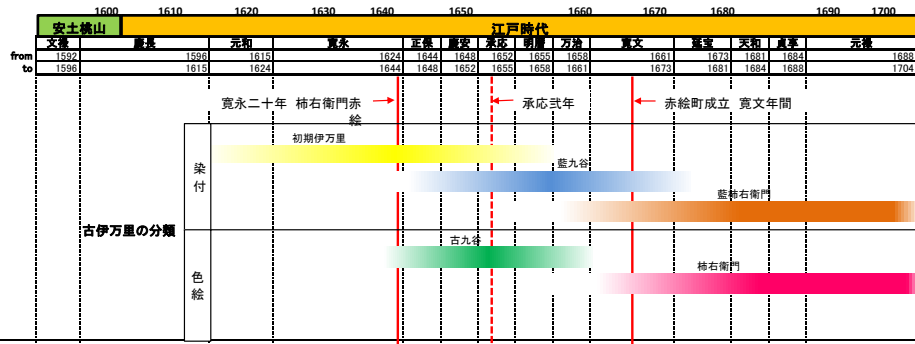 1600 1610 1620 1630 1640 1650 1660 1670 1680 1690 1700
安土桃山 江戸時代
文禄 慶長 元和 寛永 正保 慶安 承応 明暦 万治 寛文 延宝 天和 貞享 元禄
from 1592 1596 1615 1624 1644 1648 1652 1655 1658 1661 1673 1681 1684 1688
to 1596 1615 1624 1644 1648 1652 1655 1658 1661 1673 1681 1684 1688 1704
寛永二十年 柿右衛門赤
絵
承応弐年
赤絵町成立 寛文年間
初期伊万里
染
付
藍九谷
藍柿右衛門
古伊万里の分類
古九谷
色
絵
柿右衛門